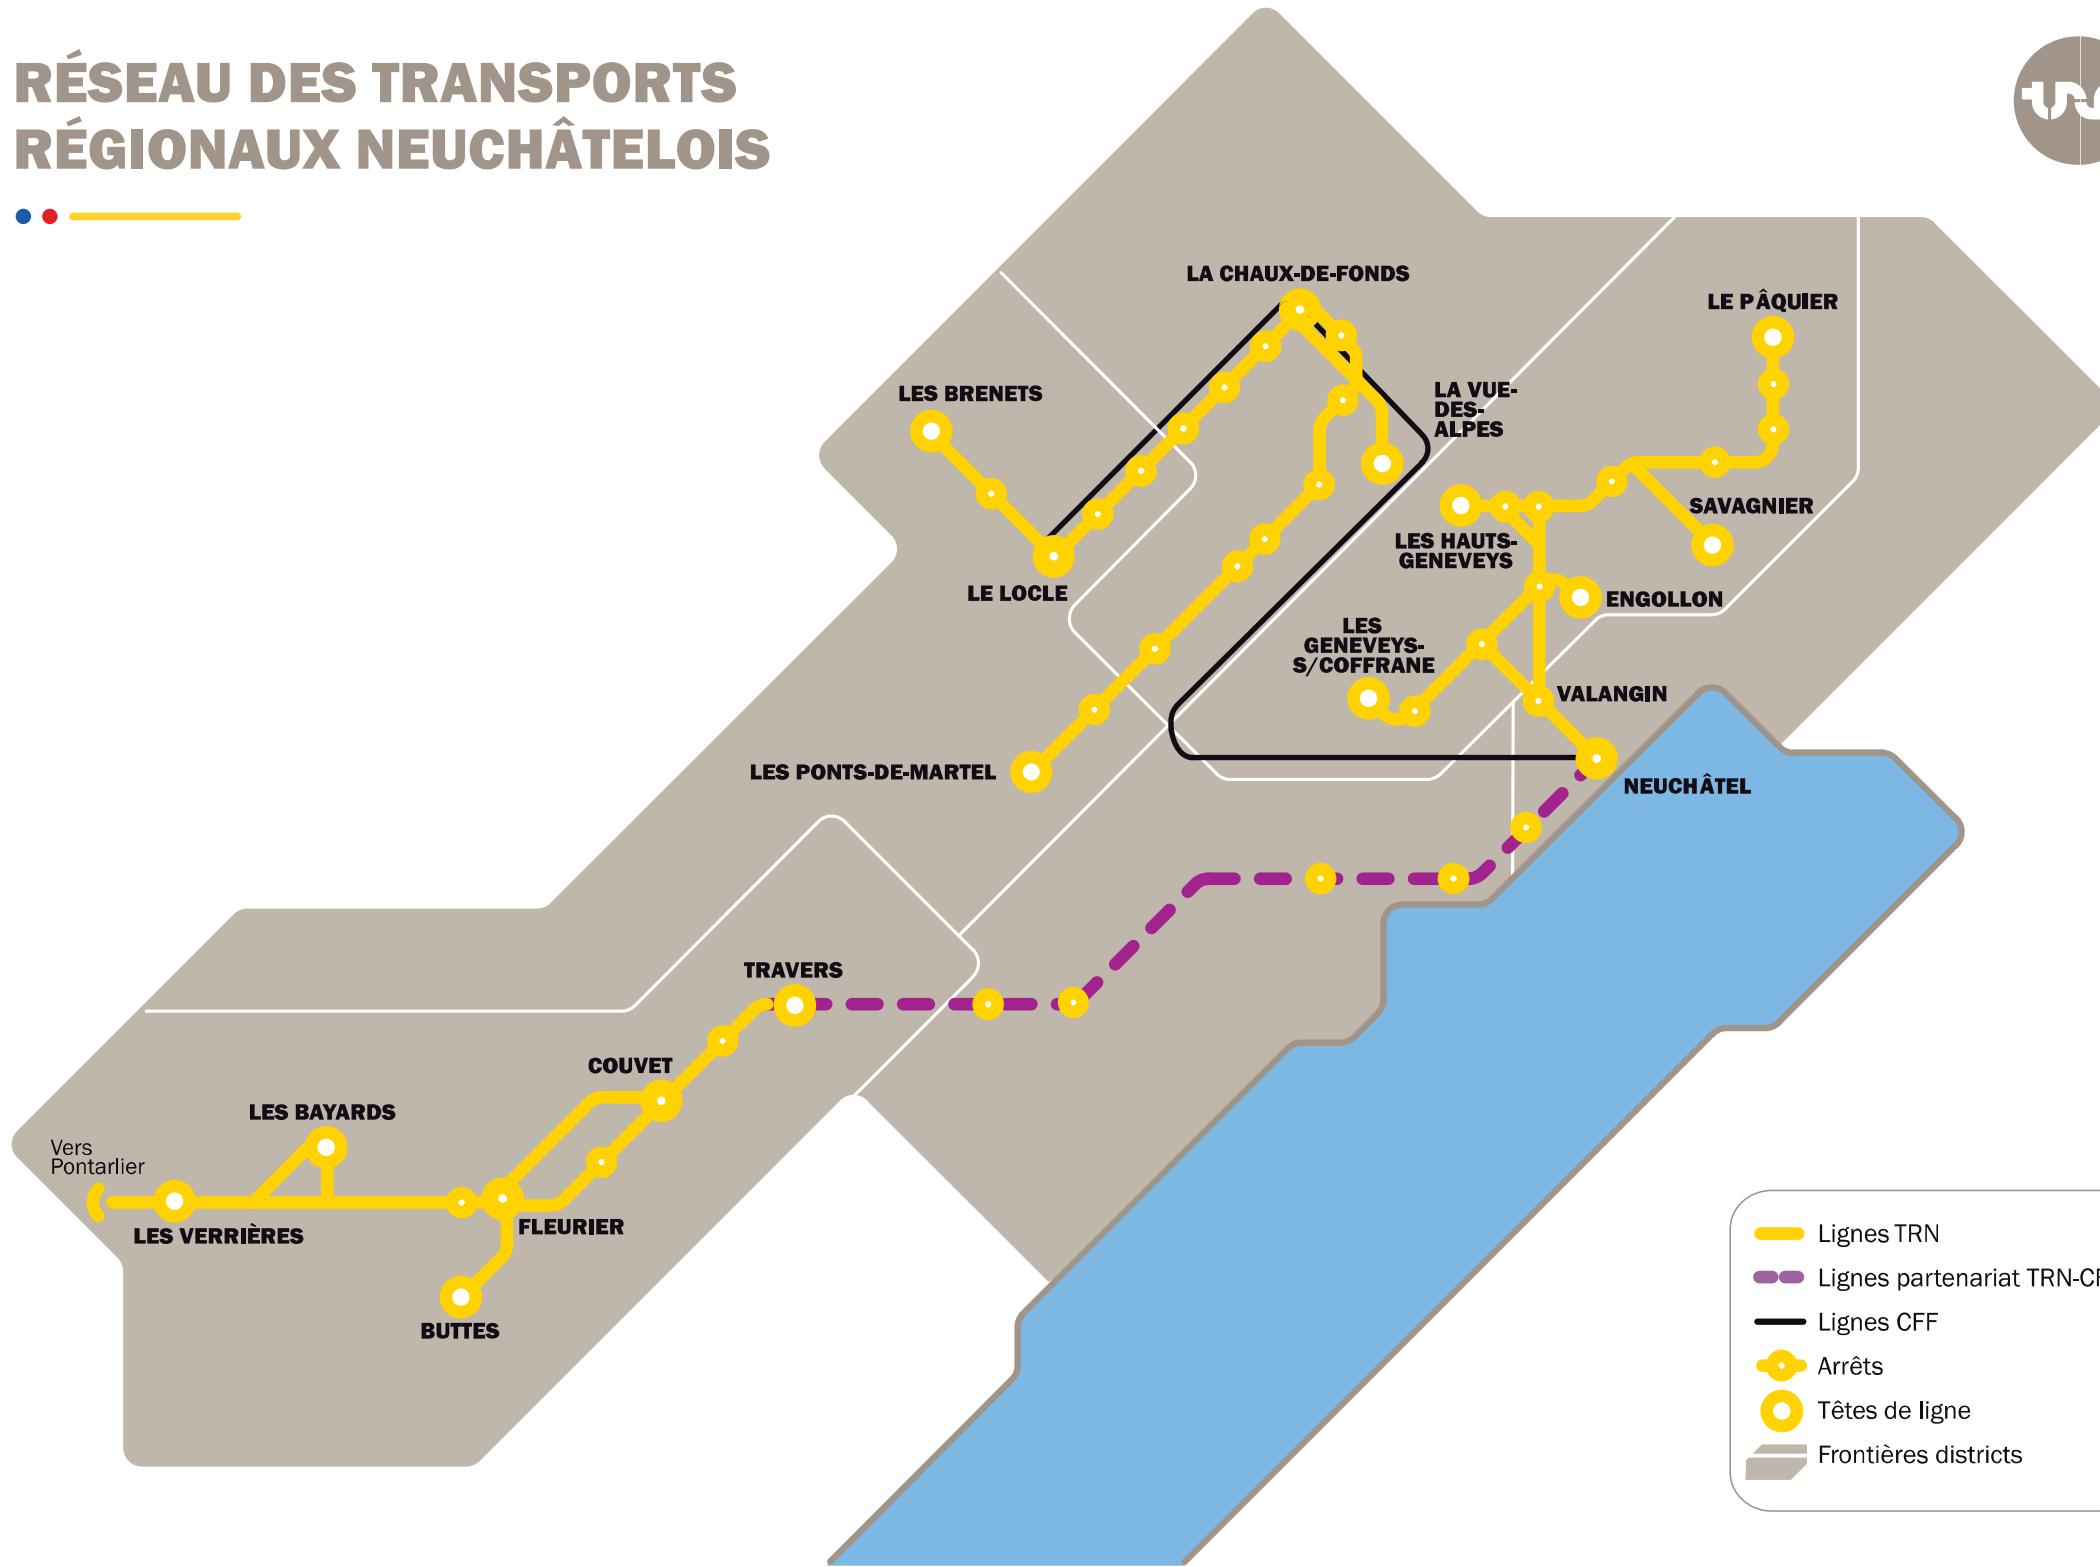 RÉSEAU DES TRANSPORTS
RÉGIONAUX NEUCHÂTELOIS
LA CHAUX-DE-FONDS
LE PÂQUIER
LES BRENETS
LA VUE-
DES-
ALPES
SAVAGNIER
LES HAUTS-
GENEVEYS
LE LOCLE
ENGOLLON
LES
GENEVEYS-
S/COFFRANE
VALANGIN
LES PONTS-DE-MARTEL
NEUCHÂTEL
TRAVERS
COUVET
LES BAYARDS
Vers
Pontarlier
FLEURIER
LES VERRIÈRES
BUTTES
Lignes TRN
Lignes partenariat
Lignes CFF
Arrêts
Têtes de ligne
Frontières districts